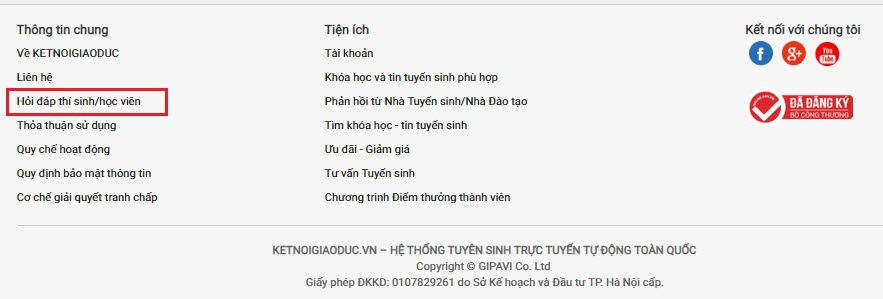 Thông tin chung
Về KETNOIGIAODUC
Liên hệ
Hỏi đáp thí sinh/học viên
Thỏa thuận sử dụng
Quy chế hoạt động
Quy định bảo mật thông tin
Cơ chế giải quyết tranh chấp
Tiện ích
Tài khoản
Khóa học và tin tuyển sinh phù hợp
Phản hồi từ Nhà Tuyển sinh/Nhà Đào tạo
Tìm khóa học - tin tuyển sinh
Ưu đãi - Giảm giá
Tư vấn Tuyển sinh
Chương trình Điểm thưởng thành viên
Kết nối với chúng tôi
f
g+
You
Tube
ĐÃ ĐĂNG KÝ
BỘ CÔNG THƯƠNG
KETNOIGIAODUC.VN – HỆ THỐNG TUYỂN SINH TRỰC TUYẾN TỰ ĐỘNG TOÀN QUỐC
Copyright © GIPAVI Co. Ltd
Giấy phép ĐKKD: 0107829261 do Sở Kế hoạch và Đầu tư TP. Hà Nội cấp.